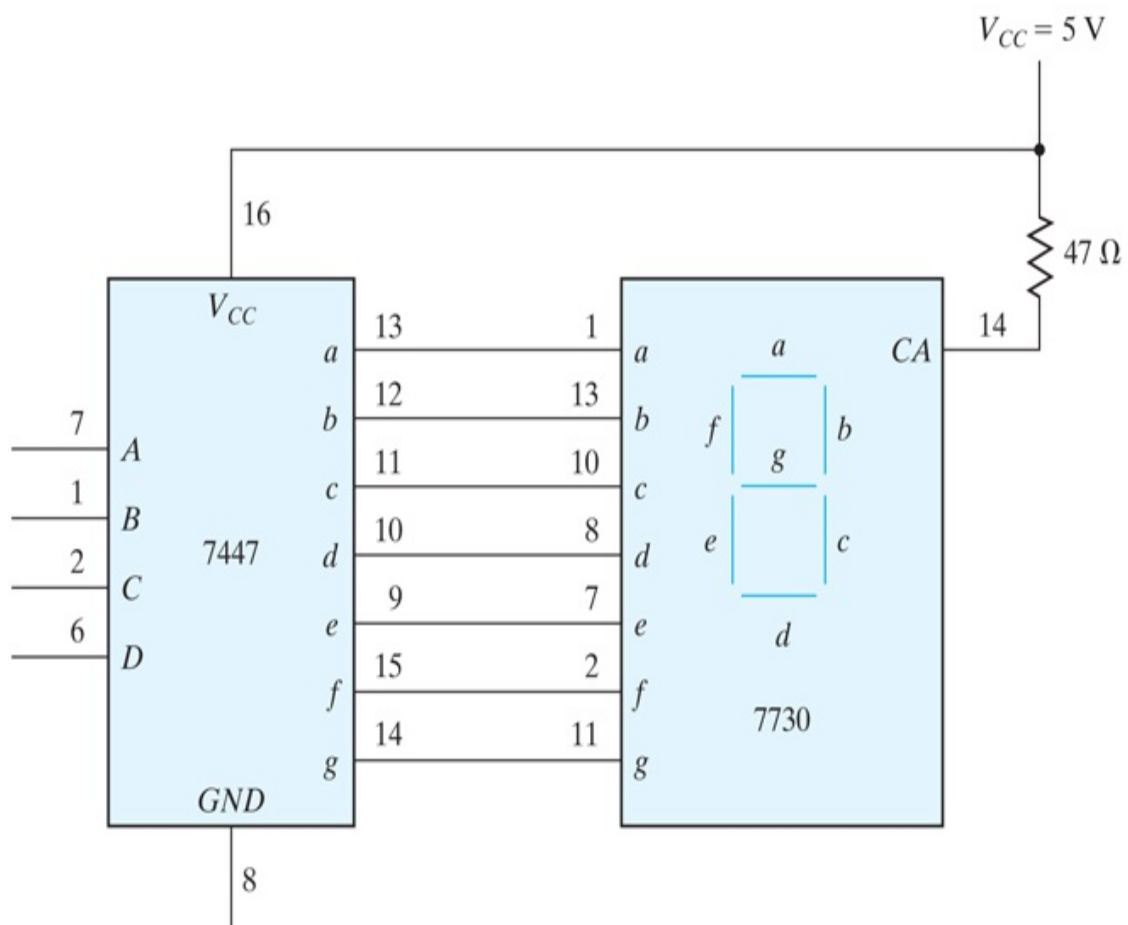 V_CC = 5 V
16
47 Ω
V_CC
14
13 1
a a a CA
12 13
b b f b
7
A
11 10
c c g
1
B
10 8
7447 d d e c
2
C
9 7
e e d
6
D
15 2
f f 7730
14 11
g g
GND
8